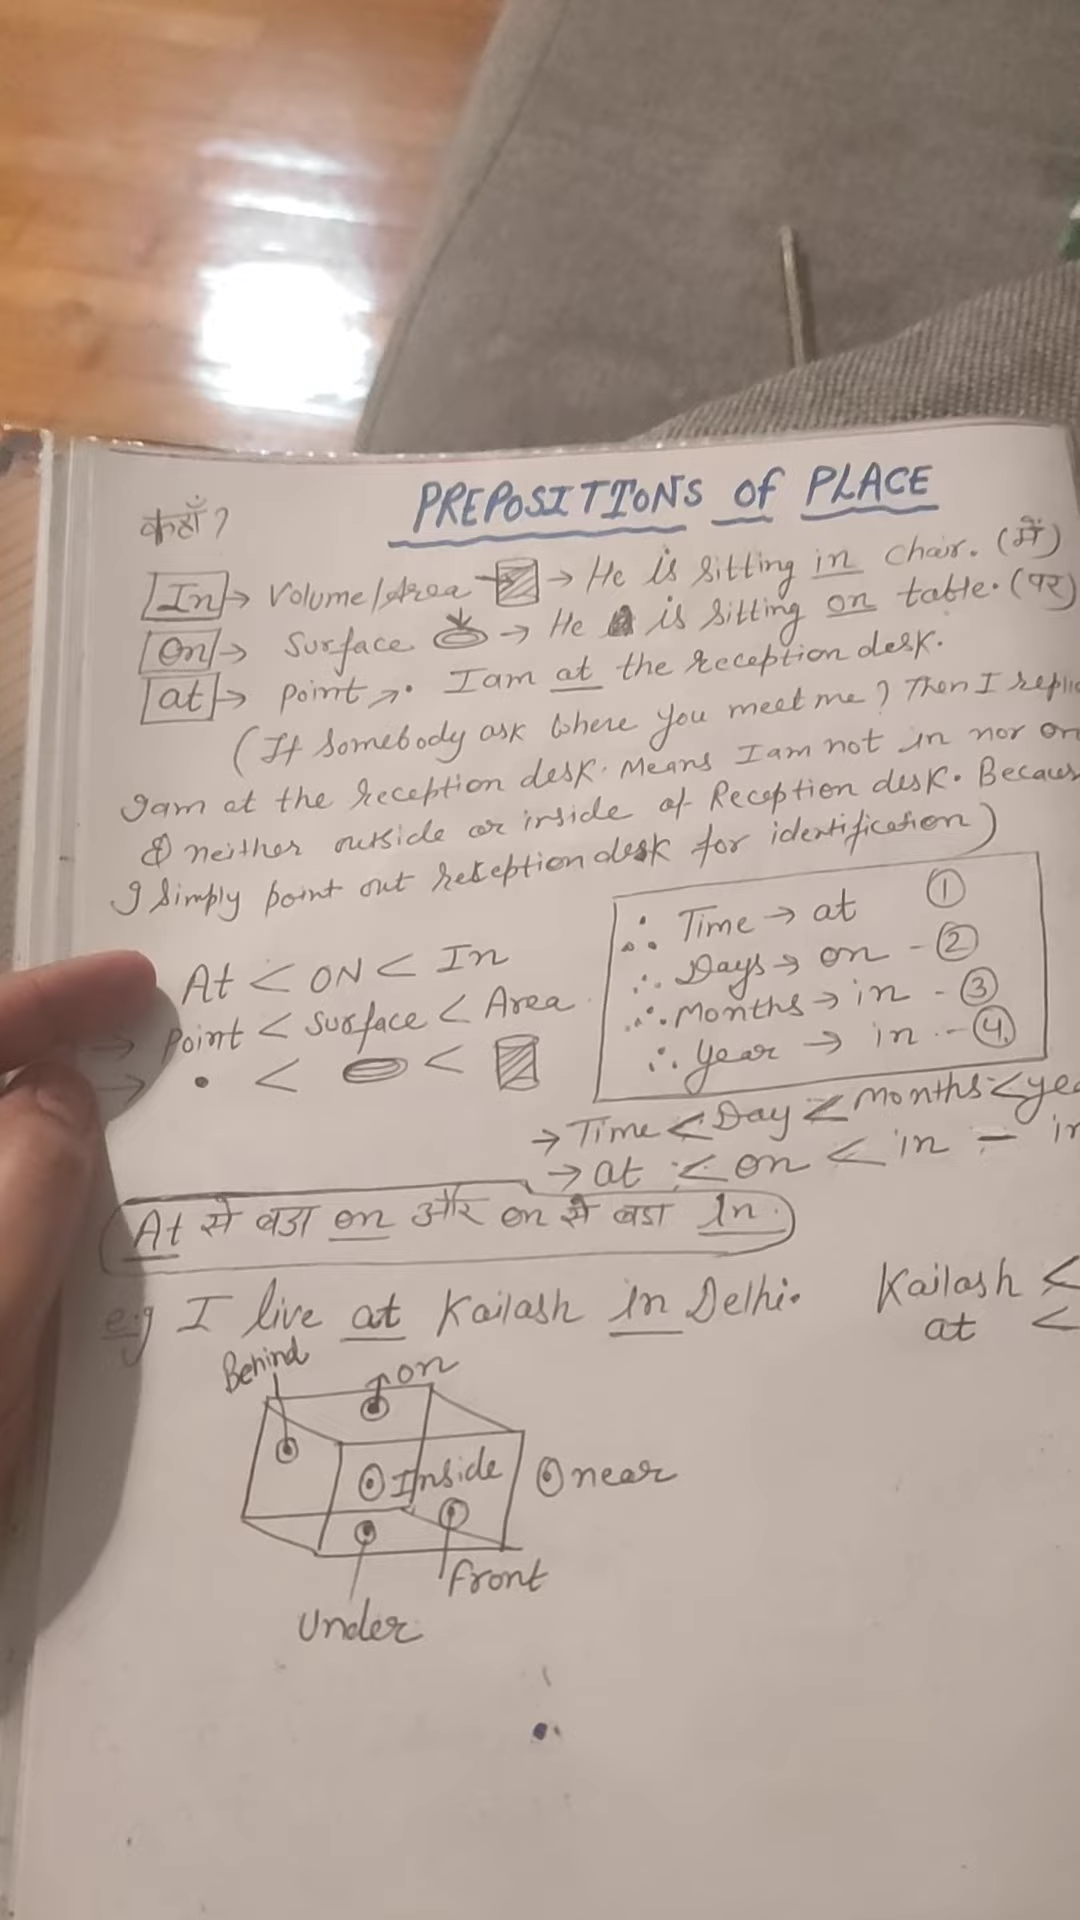 PREPOSITIONS of PLACE
कहाँ?
In → Volume/Area → He is sitting in chair. (में)
On → Surface → He is sitting on table. (पर)
at → Point → . I am at the reception desk.
(If Somebody ask Where you meet me? Then I replie
I am at the reception desk. Means I am not in nor on
& neither outside or inside of Reception desk. Becaus
I Simply point out reception desk for identification)
At < ON < In
→ Point < Surface < Area
→ • < <
∴ Time → at ①
∴ Days → on - ②
∴ Months → in - ③
∴ Year → in - ④
→ Time < Day < Months < yea
→ at < on < in - in
At से बडा on और on से बडा In.
e.g I live at Kailash in Delhi.
Kailash <
at <
Behind
on
Inside
near
front
Under